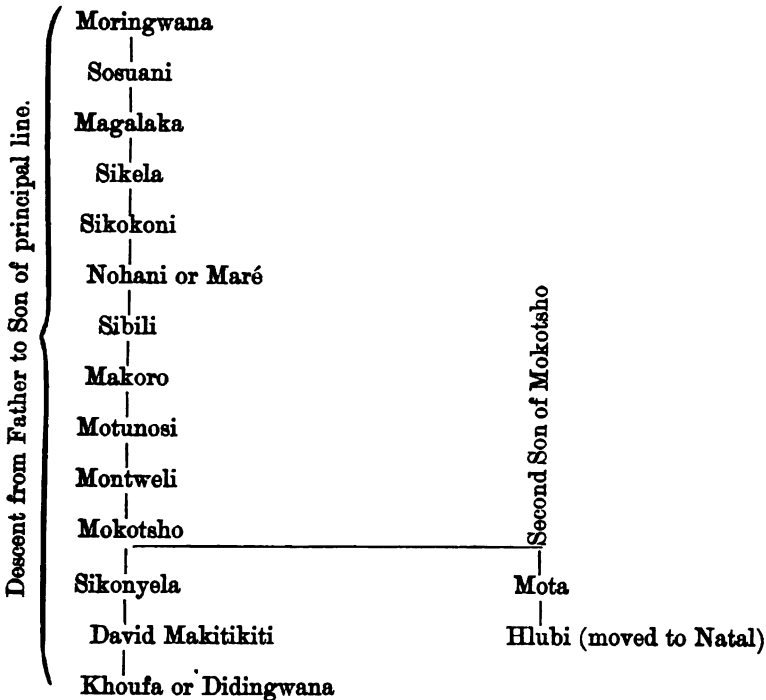 Descent from Father to Son of principal line.
Moringwana
Sosuani
Magalaka
Sikela
Sikokoni
Nohani or Maré
Sibili
Makoro
Motunosi
Montweli
Mokotsho
Second Son of Mokotsho
Sikonyela
Mota
David Makitikiti
Hlubi (moved to Natal)
Khoufa or Didingwana